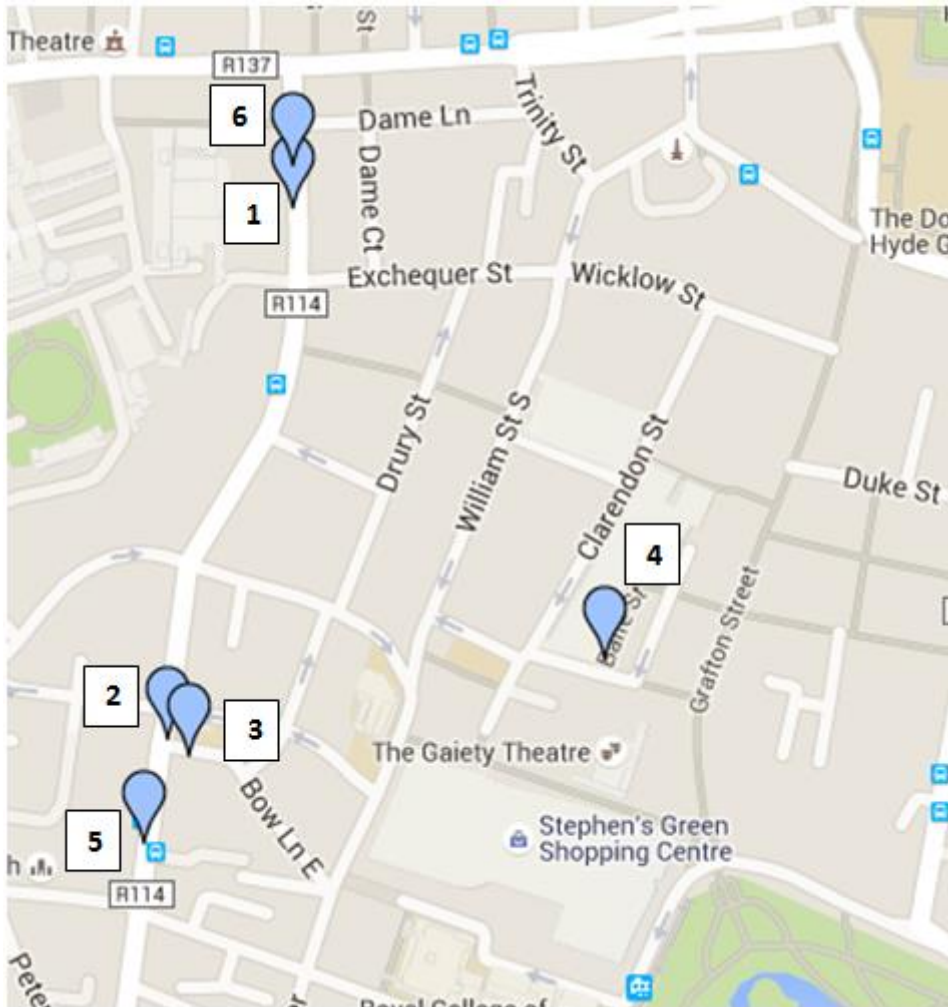 St
Theatre
R137
6
Dame Ln
Trinity St
1
Dame Ct
The Do
Hyde G
Exchequer St
Wicklow St
R114
Drury St
William St S
Clarendon St
Duke St
4
Grafton Street
2
3
The Gaiety Theatre
Bow Ln E
5
Stephen's Green
Shopping Centre
h
R114
Pete
Royal College of